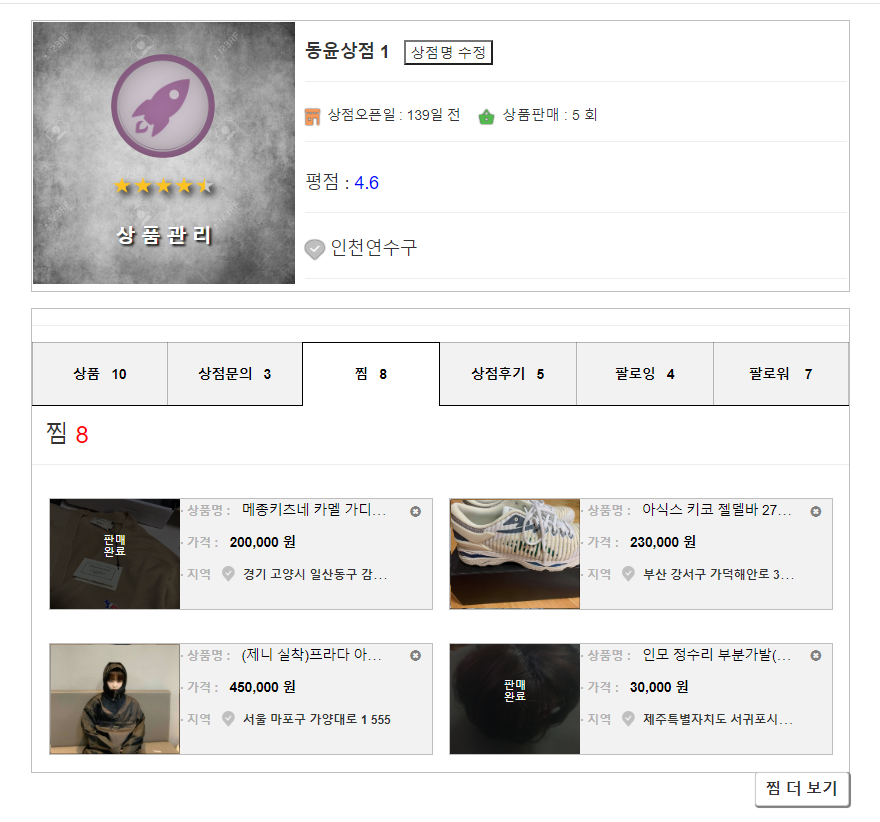 동윤상점 1 상점명 수정
상점오픈일 : 139일 전 상품판매 : 5 회
평점 : 4.6
인천연수구
상 품 관 리
상품 10 상점문의 3 찜 8 상점후기 5 팔로잉 4 팔로워 7
찜 8
· 상품명 : 메종키츠네 카멜 가디...
판매
완료
· 가격 : 200,000 원
· 지역 경기 고양시 일산동구 감...
· 상품명 : 아식스 키코 젤델바 27...
· 가격 : 230,000 원
· 지역 부산 강서구 가덕해안로 3...
· 상품명 : (제니 실착)프라다 아...
· 가격 : 450,000 원
· 지역 서울 마포구 가양대로 1 555
· 상품명 : 인모 정수리 부분가발(...
판매
완료
· 가격 : 30,000 원
· 지역 제주특별자치도 서귀포시...
찜 더 보기